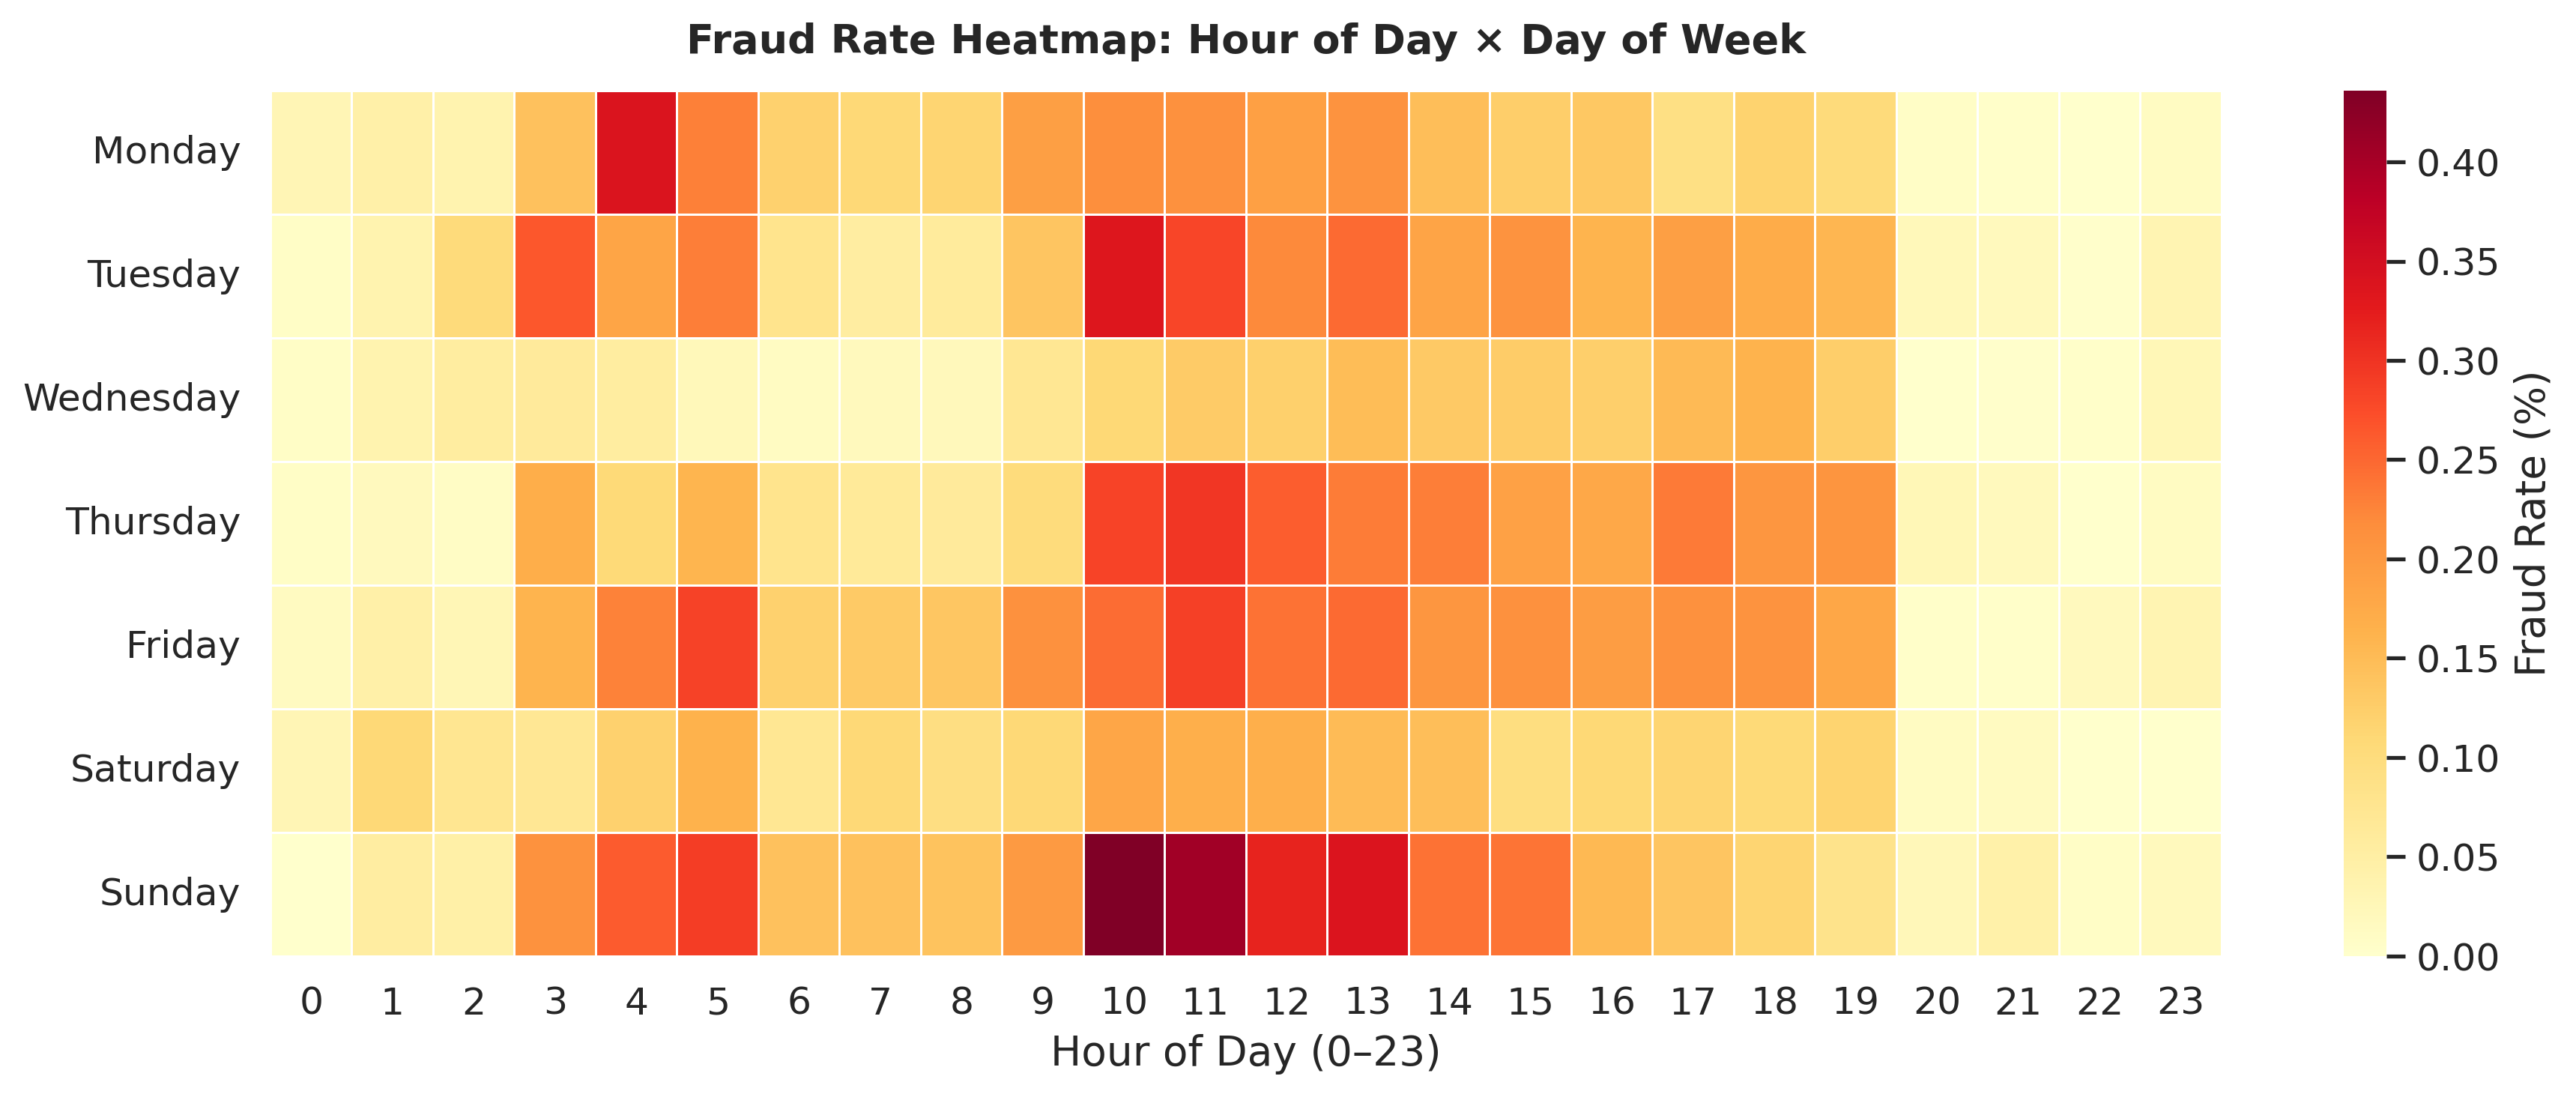 Fraud Rate Heatmap: Hour of Day × Day of Week
Monday
Tuesday
Wednesday
Thursday
Friday
Saturday
Sunday
0 1 2 3 4 5 6 7 8 9 10 11 12 13 14 15 16 17 18 19 20 21 22 23
Hour of Day (0–23)
0.40
0.35
0.30
0.25
0.20
0.15
0.10
0.05
0.00
Fraud Rate (%)